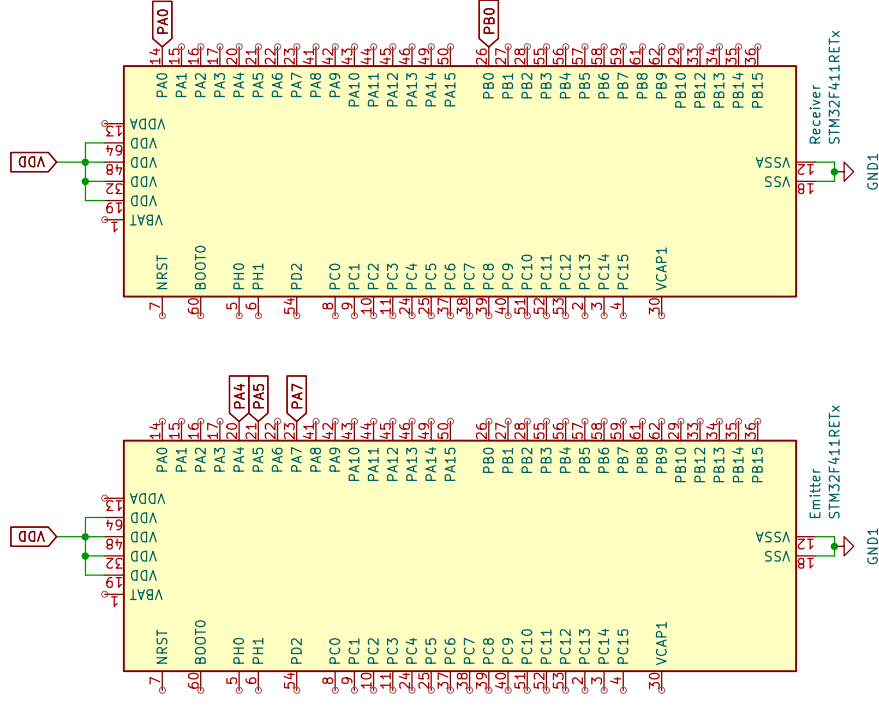 PA0
PB0
14 15 16 17 20 21 22 23 41 42 43 44 45 46 49 50 26 27 28 55 56 57 58 59 61 62 29 33 34 35 36
PA0 PA1 PA2 PA3 PA4 PA5 PA6 PA7 PA8 PA9 PA10 PA11 PA12 PA13 PA14 PA15 PB0 PB1 PB2 PB3 PB4 PB5 PB6 PB7 PB8 PB9 PB10 PB12 PB13 PB14 PB15
Receiver
STM32F411RETx
13 VDDA
64 VDD
VDD
48 VDD
32 VDD
19 VDD
1 VBAT
VSSA 12
VSS 18
GND1
NRST BOOT0 PH0 PH1 PD2 PC0 PC1 PC2 PC3 PC4 PC5 PC6 PC7 PC8 PC9 PC10 PC11 PC12 PC13 PC14 PC15 VCAP1
7 60 5 6 54 8 9 10 11 24 25 37 38 39 40 51 52 53 2 3 4 30
PA4
PA5
PA7
14 15 16 17 20 21 22 23 41 42 43 44 45 46 49 50 26 27 28 55 56 57 58 59 61 62 29 33 34 35 36
PA0 PA1 PA2 PA3 PA4 PA5 PA6 PA7 PA8 PA9 PA10 PA11 PA12 PA13 PA14 PA15 PB0 PB1 PB2 PB3 PB4 PB5 PB6 PB7 PB8 PB9 PB10 PB12 PB13 PB14 PB15
Emitter
STM32F411RETx
13 VDDA
64 VDD
VDD
48 VDD
32 VDD
19 VDD
1 VBAT
VSSA 12
VSS 18
GND1
NRST BOOT0 PH0 PH1 PD2 PC0 PC1 PC2 PC3 PC4 PC5 PC6 PC7 PC8 PC9 PC10 PC11 PC12 PC13 PC14 PC15 VCAP1
7 60 5 6 54 8 9 10 11 24 25 37 38 39 40 51 52 53 2 3 4 30